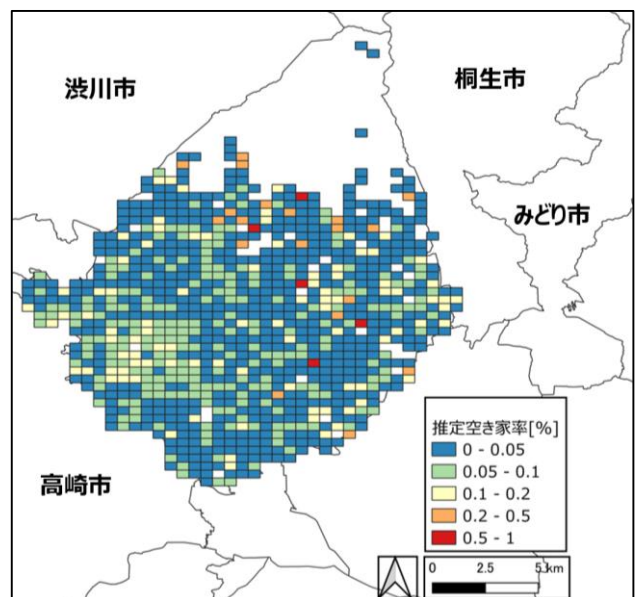 渋川市
桐生市
みどり市
高崎市
推定空き家率[%]
0 - 0.05
0.05 - 0.1
0.1 - 0.2
0.2 - 0.5
0.5 - 1
0 2.5 5 km